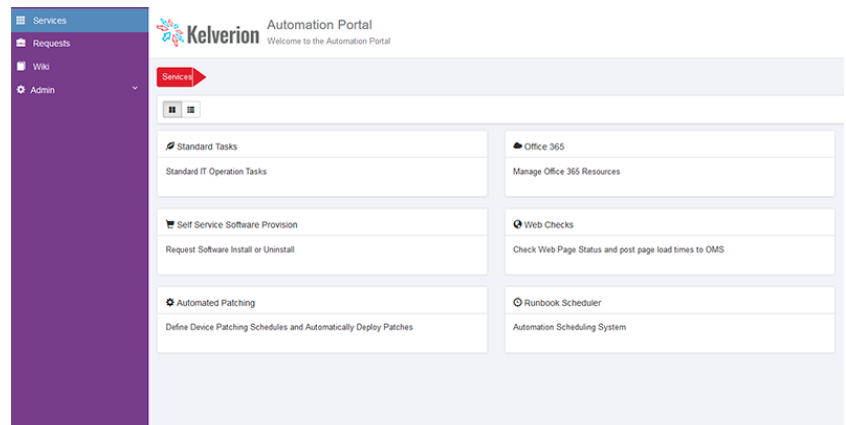 Services
Requests
Wiki
Admin
Kelverion
Automation Portal
Welcome to the Automation Portal
Services
Standard Tasks
Standard IT Operation Tasks
Office 365
Manage Office 365 Resources
Self Service Software Provision
Request Software Install or Uninstall
Web Checks
Check Web Page Status and post page load times to OMS
Automated Patching
Define Device Patching Schedules and Automatically Deploy Patches
Runbook Scheduler
Automation Scheduling System